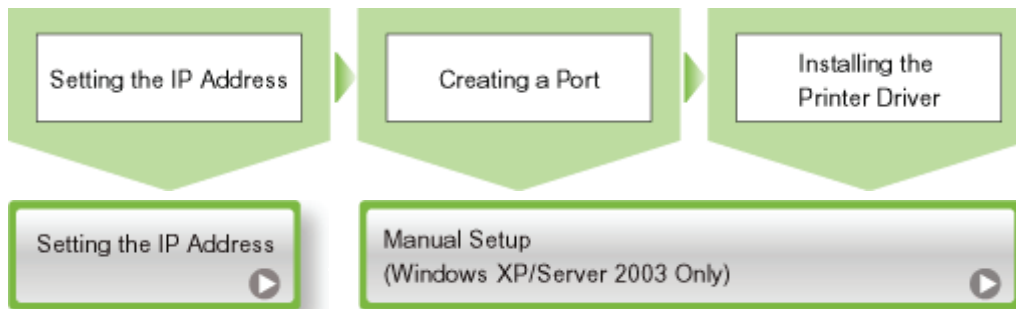 Setting the IP Address
Creating a Port
Installing the
Printer Driver
Setting the IP Address
Manual Setup
(Windows XP/Server 2003 Only)